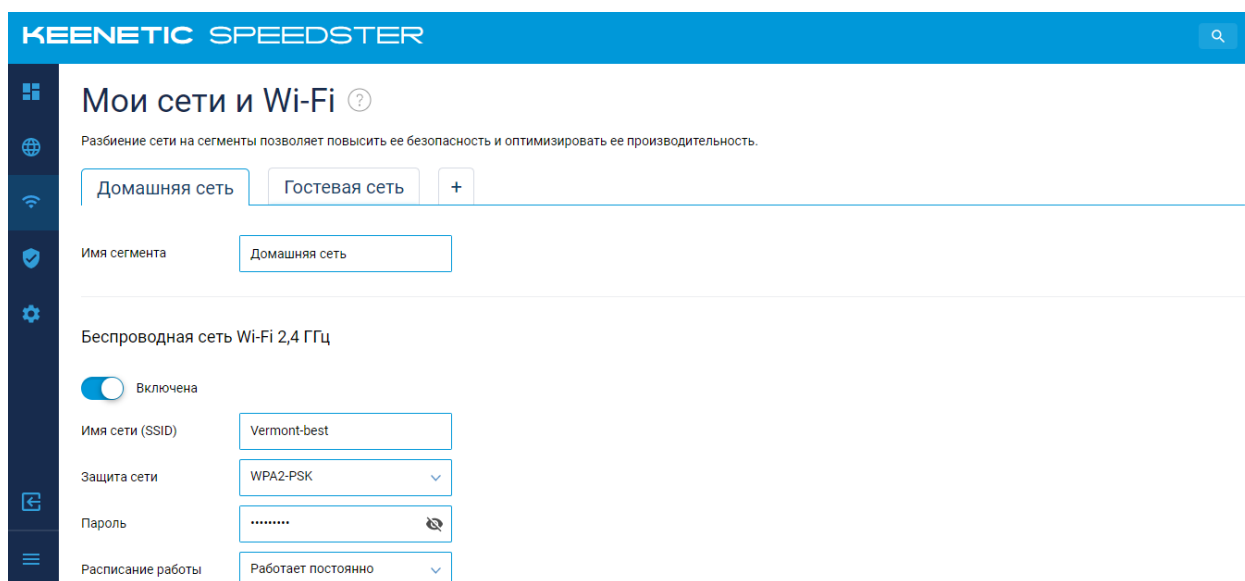 KEENETIC SPEEDSTER
Мои сети и Wi-Fi ?
Разбиение сети на сегменты позволяет повысить ее безопасность и оптимизировать ее производительность.
Домашняя сеть Гостевая сеть +
Имя сегмента Домашняя сеть
Беспроводная сеть Wi-Fi 2,4 ГГц
Включена
Имя сети (SSID) Vermont-best
Защита сети WPA2-PSK
Пароль •••••••••
Расписание работы Работает постоянно